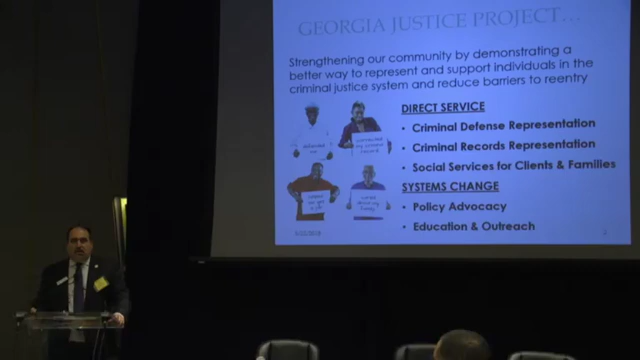 GEORGIA JUSTICE PROJECT…
Strengthening our community by demonstrating a
better way to represent and support individuals in the
criminal justice system and reduce barriers to reentry
DIRECT SERVICE
• Criminal Defense Representation
• Criminal Records Representation
• Social Services for Clients & Families
SYSTEMS CHANGE
• Policy Advocacy
• Education & Outreach